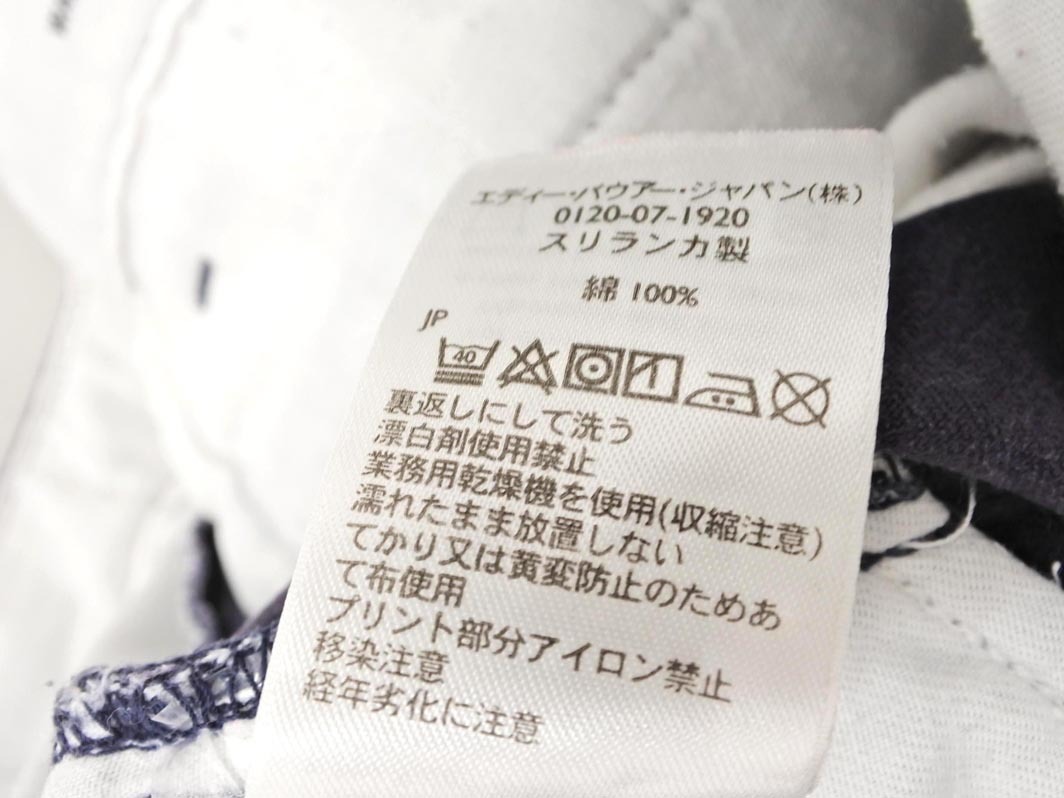 エディー・バウアー・ジャパン(株)
0120-07-1920
スリランカ製
綿 100%
JP
40
裏返しにして洗う
漂白剤使用禁止
業務用乾燥機を使用(収縮注意)
濡れたまま放置しない
てかり又は黄変防止のためあ
て布使用
プリント部分アイロン禁止
移染注意
経年劣化に注意